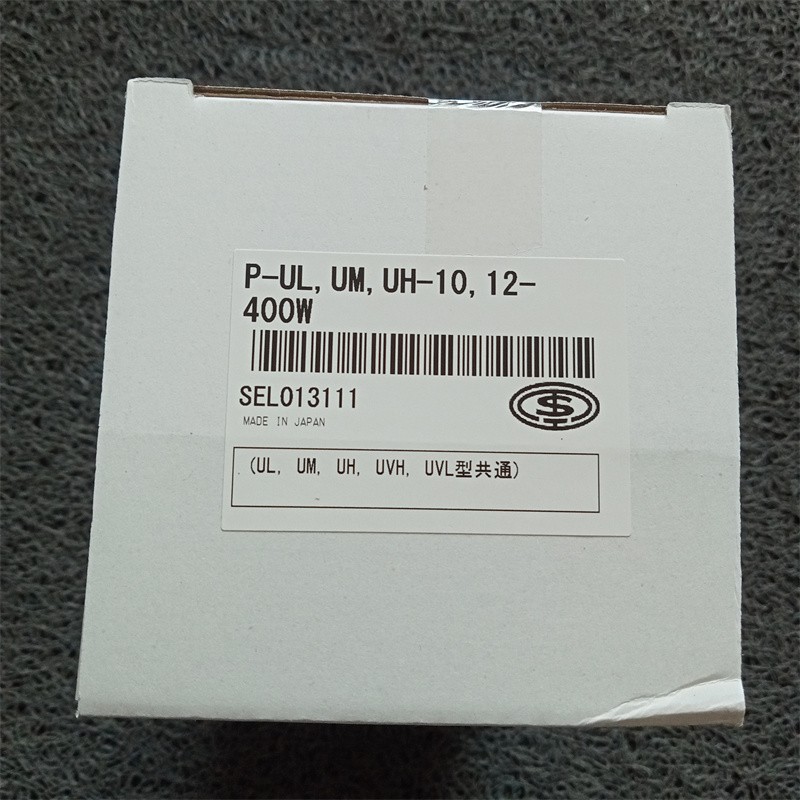 P-UL, UM, UH-10, 12-
400W
SEL013111
MADE IN JAPAN
(UL, UM, UH, UVH, UVL型共通)